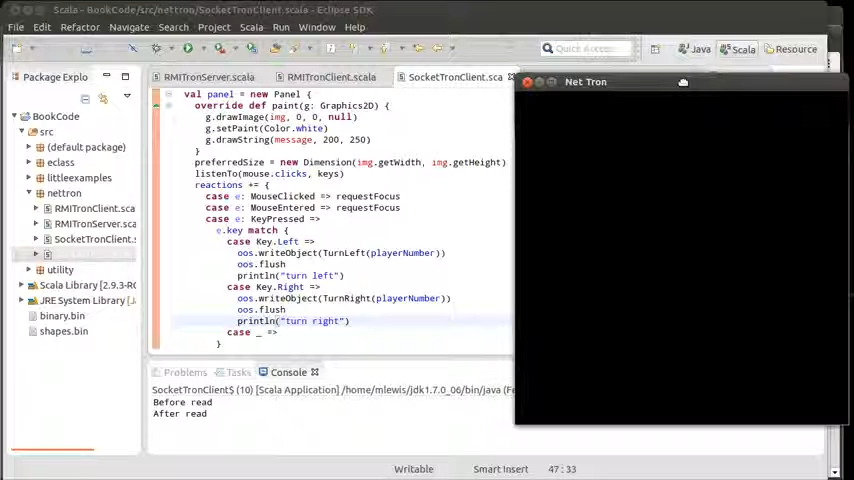 Scala - BookCode/src/nettron/SocketTronClient.scala - Eclipse SDK
File Edit Refactor Navigate Search Project Scala Run Window Help
Quick Access
Java
Scala
Resource
Package Explo
BookCode
src
(default package)
eclass
littleexamples
nettron
RMITronClient.sca
RMITronServer.sca
SocketTronClient.s
utility
Scala Library [2.9.3-RC
JRE System Library [Ja
binary.bin
shapes.bin
RMITronServer.scala
RMITronClient.scala
SocketTronClient.sca
val panel = new Panel {
override def paint(g: Graphics2D) {
g.drawImage(img, 0, 0, null)
g.setPaint(Color.white)
g.drawString(message, 200, 250)
}
preferredSize = new Dimension(img.getWidth, img.getHeight)
listenTo(mouse.clicks, keys)
reactions += {
case e: MouseClicked => requestFocus
case e: MouseEntered => requestFocus
case e: KeyPressed =>
e.key match {
case Key.Left =>
oos.writeObject(TurnLeft(playerNumber))
oos.flush
println("turn left")
case Key.Right =>
oos.writeObject(TurnRight(playerNumber))
oos.flush
println("turn right")
case _ =>
}
Problems Tasks Console
SocketTronClient$ (10) [Scala Application] /home/mlewis/jdk1.7.0_06/bin/java (Fe
Before read
After read
Net Tron
Writable Smart Insert 47 : 33